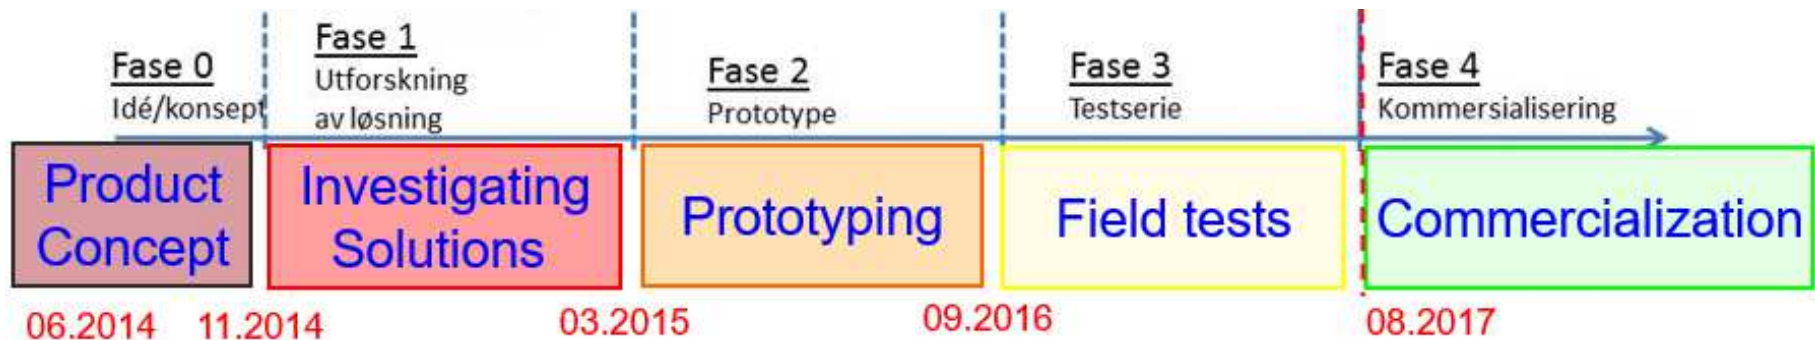 Fase 0
Idé/konsept
Fase 1
Utforskning
av løsning
Fase 2
Prototype
Fase 3
Testserie
Fase 4
Kommersialisering
Product
Concept
Investigating
Solutions
Prototyping
Field tests
Commercialization
06.2014
11.2014
03.2015
09.2016
08.2017